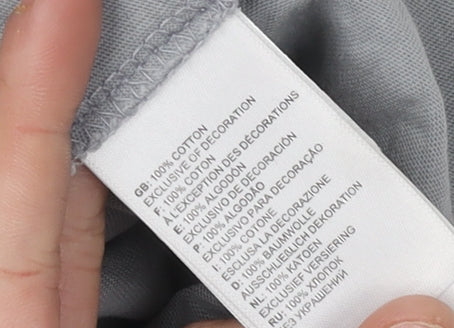 GB: 100% COTTON
EXCLUSIVE OF DECORATION
F: 100% COTON
A L'EXCEPTION DES DÉCORATIONS
E: 100% ALGODÓN
EXCLUSIVO DE DECORACIÓN
P: 100% ALGODÃO
EXCLUSIVO PARA DECORAÇÃO
I: 100% COTONE
ESCLUSA LA DECORAZIONE
D: 100% BAUMWOLLE
AUSSCHLIEßLICH DEKORATION
NL: 100% KATOEN
EXCLUSIEF VERSIERING
RU: 100% ХЛОПОК
З УКРАШЕНИЙ